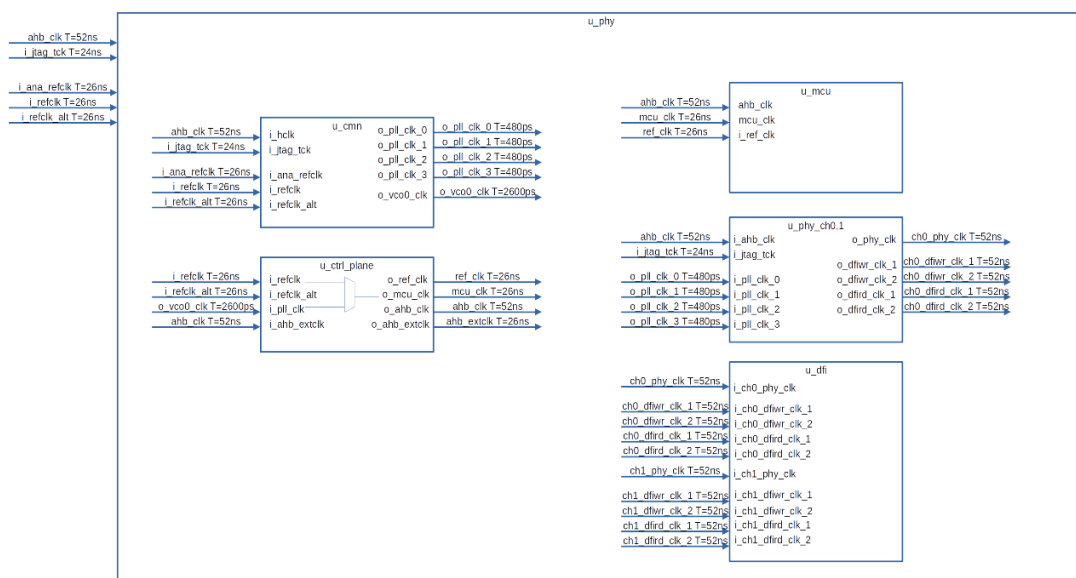 u_phy
ahb_clk T=52ns
i_jtag_tck T=24ns
i_ana_refclk T=26ns
i_refclk T=26ns
i_refclk_alt T=26ns
u_cmn
ahb_clk T=52ns
i_jtag_tck T=24ns
i_ana_refclk T=26ns
i_refclk T=26ns
i_refclk_alt T=26ns
i_hclk
i_jtag_tck
i_ana_refclk
i_refclk
i_refclk_alt
o_pll_clk_0
o_pll_clk_1
o_pll_clk_2
o_pll_clk_3
o_vco0_clk
o_pll_clk_0 T=480ps
o_pll_clk_1 T=480ps
o_pll_clk_2 T=480ps
o_pll_clk_3 T=480ps
o_vco0_clk T=2600ps
u_ctrl_plane
i_refclk T=26ns
i_refclk_alt T=26ns
o_vco0_clk T=2600ps
ahb_clk T=52ns
i_refclk
i_refclk_alt
i_pll_clk
i_ahb_extclk
o_ref_clk
o_mcu_clk
o_ahb_clk
o_ahb_extclk
ref_clk T=26ns
mcu_clk T=26ns
ahb_clk T=52ns
ahb_extclk T=26ns
u_mcu
ahb_clk T=52ns
mcu_clk T=26ns
ref_clk T=26ns
ahb_clk
mcu_clk
i_ref_clk
u_phy_ch0,1
ahb_clk T=52ns
i_jtag_tck T=24ns
o_pll_clk_0 T=480ps
o_pll_clk_1 T=480ps
o_pll_clk_2 T=480ps
o_pll_clk_3 T=480ps
i_ahb_clk
i_jtag_tck
i_pll_clk_0
i_pll_clk_1
i_pll_clk_2
i_pll_clk_3
o_phy_clk
o_dfiwr_clk_1
o_dfiwr_clk_2
o_dfird_clk_1
o_dfird_clk_2
ch0_phy_clk T=52ns
ch0_dfiwr_clk_1 T=52ns
ch0_dfiwr_clk_2 T=52ns
ch0_dfird_clk_1 T=52ns
ch0_dfird_clk_2 T=52ns
u_dfi
ch0_phy_clk T=52ns
ch0_dfiwr_clk_1 T=52ns
ch0_dfiwr_clk_2 T=52ns
ch0_dfird_clk_1 T=52ns
ch0_dfird_clk_2 T=52ns
ch1_phy_clk T=52ns
ch1_dfiwr_clk_1 T=52ns
ch1_dfiwr_clk_2 T=52ns
ch1_dfird_clk_1 T=52ns
ch1_dfird_clk_2 T=52ns
i_ch0_phy_clk
i_ch0_dfiwr_clk_1
i_ch0_dfiwr_clk_2
i_ch0_dfird_clk_1
i_ch0_dfird_clk_2
i_ch1_phy_clk
i_ch1_dfiwr_clk_1
i_ch1_dfiwr_clk_2
i_ch1_dfird_clk_1
i_ch1_dfird_clk_2